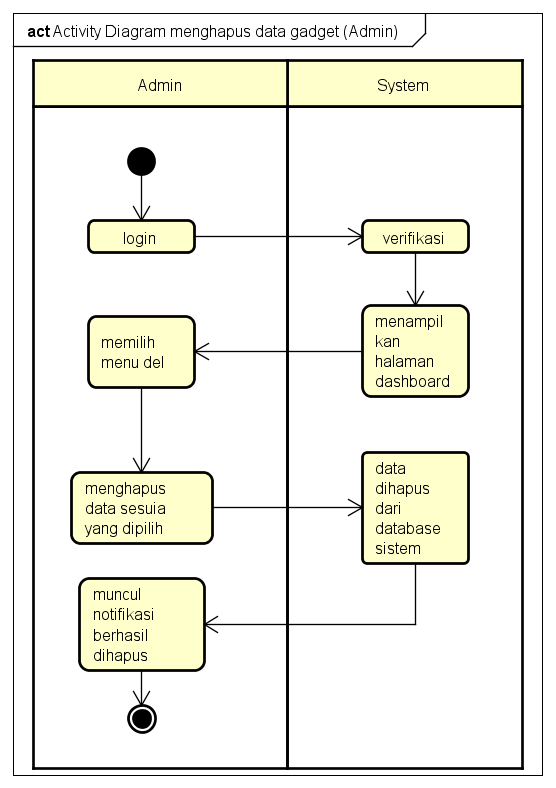 act Activity Diagram menghapus data gadget (Admin)
Admin
System
login
verifikasi
menampil
kan
halaman
dashboard
memilih
menu del
menghapus
data sesuia
yang dipilih
data
dihapus
dari
database
sistem
muncul
notifikasi
berhasil
dihapus